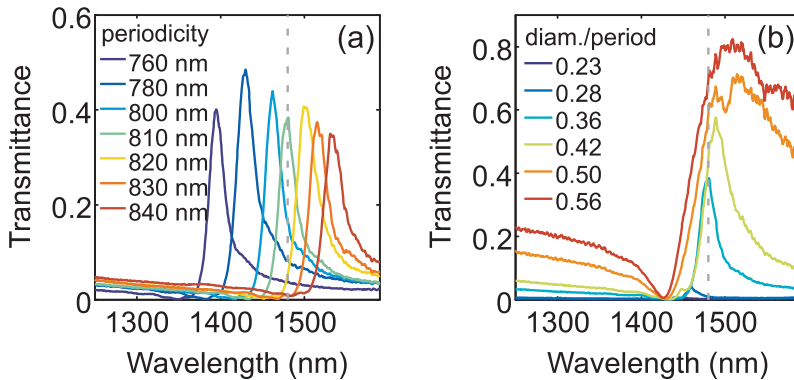 (a)
periodicity
760 nm
780 nm
800 nm
810 nm
820 nm
830 nm
840 nm
Transmittance
0.6
0.4
0.2
0
1300 1400 1500
Wavelength (nm)
(b)
diam./period
0.23
0.28
0.36
0.42
0.50
0.56
Transmittance
0.8
0.6
0.4
0.2
0
1300 1400 1500
Wavelength (nm)